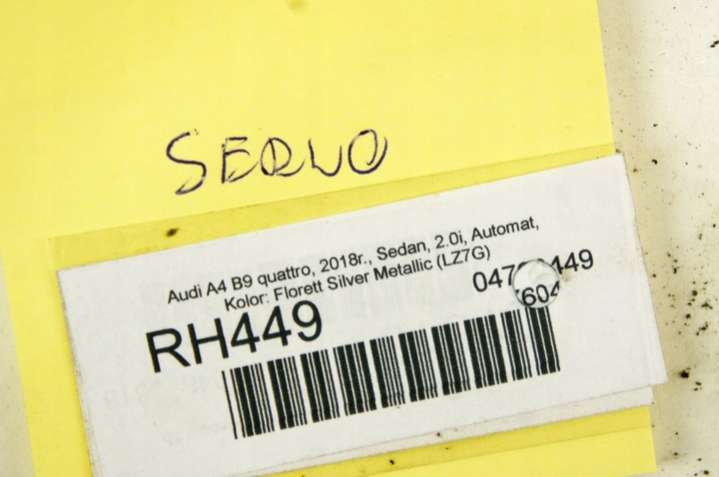 SERVO
Audi A4 B9 quattro, 2018r., Sedan, 2.0i, Automat,
Kolor: Florett Silver Metallic (LZ7G)
RH449